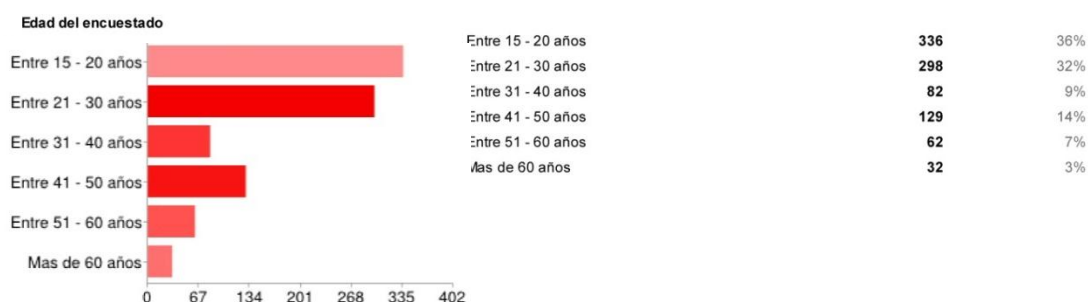 Edad del encuestado
Entre 15 - 20 años
Entre 21 - 30 años
Entre 31 - 40 años
Entre 41 - 50 años
Entre 51 - 60 años
Mas de 60 años
0 67 134 201 268 335 402
Entre 15 - 20 años 336 36%
Entre 21 - 30 años 298 32%
Entre 31 - 40 años 82 9%
Entre 41 - 50 años 129 14%
Entre 51 - 60 años 62 7%
Mas de 60 años 32 3%